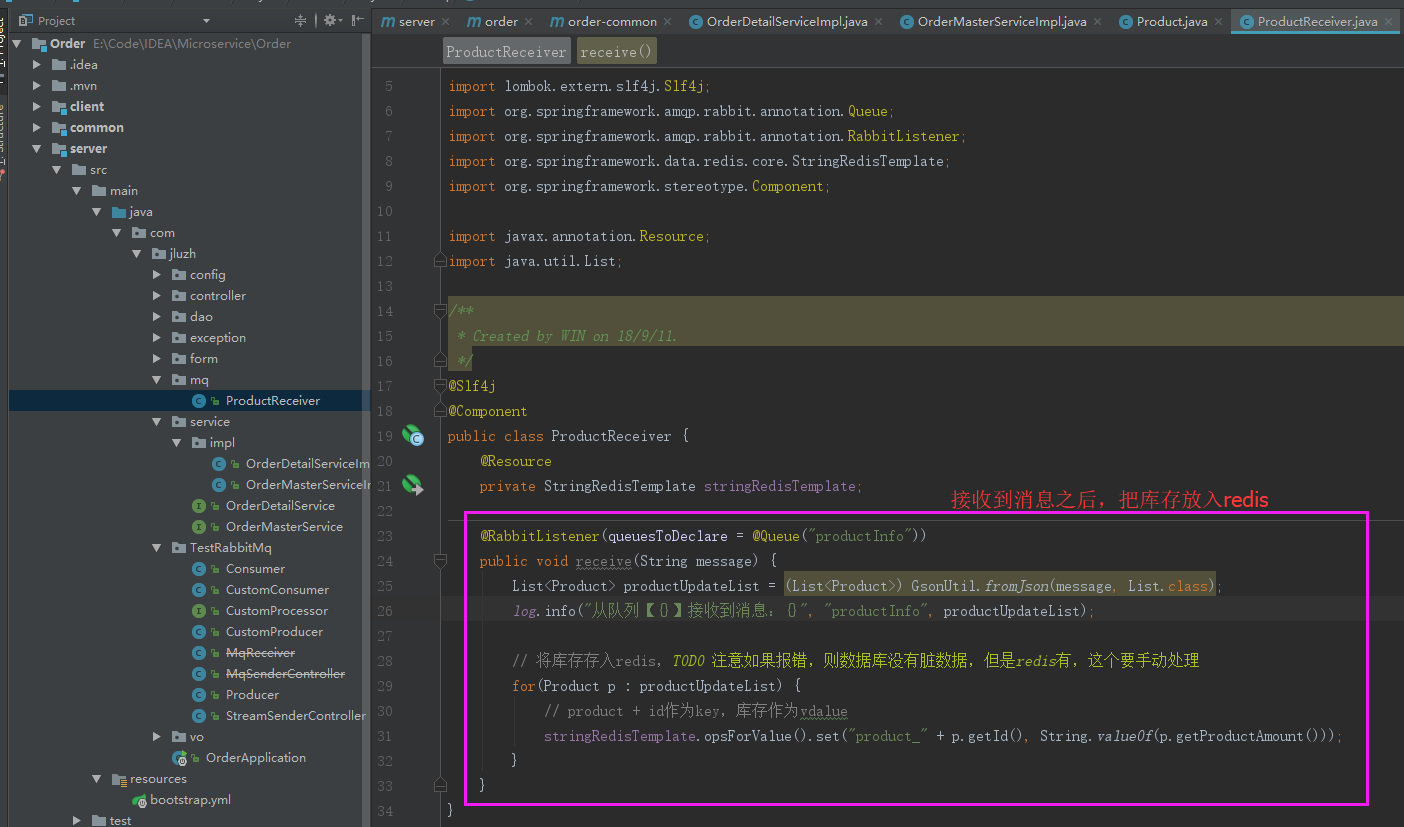 Project
Order E:\Code\IDEA\Microservice\Order
.idea
.mvn
client
common
server
src
main
java
com
jluzh
config
controller
dao
exception
form
mq
ProductReceiver
service
impl
OrderDetailServiceIm
OrderMasterServiceIr
OrderDetailService
OrderMasterService
TestRabbitMq
Consumer
CustomConsumer
CustomProcessor
CustomProducer
MqReceiver
MqSenderController
Producer
StreamSenderController
vo
OrderApplication
resources
bootstrap.yml
test
server order order-common OrderDetailServiceImpl.java OrderMasterServiceImpl.java Product.java ProductReceiver.java
ProductReceiver receive()
5 import lombok.extern.slf4j.Slf4j;
6 import org.springframework.amqp.rabbit.annotation.Queue;
7 import org.springframework.amqp.rabbit.annotation.RabbitListener;
8 import org.springframework.data.redis.core.StringRedisTemplate;
9 import org.springframework.stereotype.Component;
10
11 import javax.annotation.Resource;
12 import java.util.List;
13
14 /**
15 * Created by WIN on 18/9/11.
16 */
17 @Slf4j
18 @Component
19 public class ProductReceiver {
20 @Resource
21 private StringRedisTemplate stringRedisTemplate;
接收到消息之后，把库存放入redis
22
23 @RabbitListener(queuesToDeclare = @Queue("productInfo"))
24 public void receive(String message) {
25 List<Product> productUpdateList = (List<Product>) GsonUtil.fromJson(message, List.class);
26 log.info("从队列【{}】接收到消息：{}", "productInfo", productUpdateList);
27
28 // 将库存存入redis，TODO 注意如果报错，则数据库没有脏数据，但是redis有，这个要手动处理
29 for(Product p : productUpdateList) {
30 // product + id作为key，库存作为vdalue
31 stringRedisTemplate.opsForValue().set("product_" + p.getId(), String.valueOf(p.getProductAmount()));
32 }
33 }
34 }